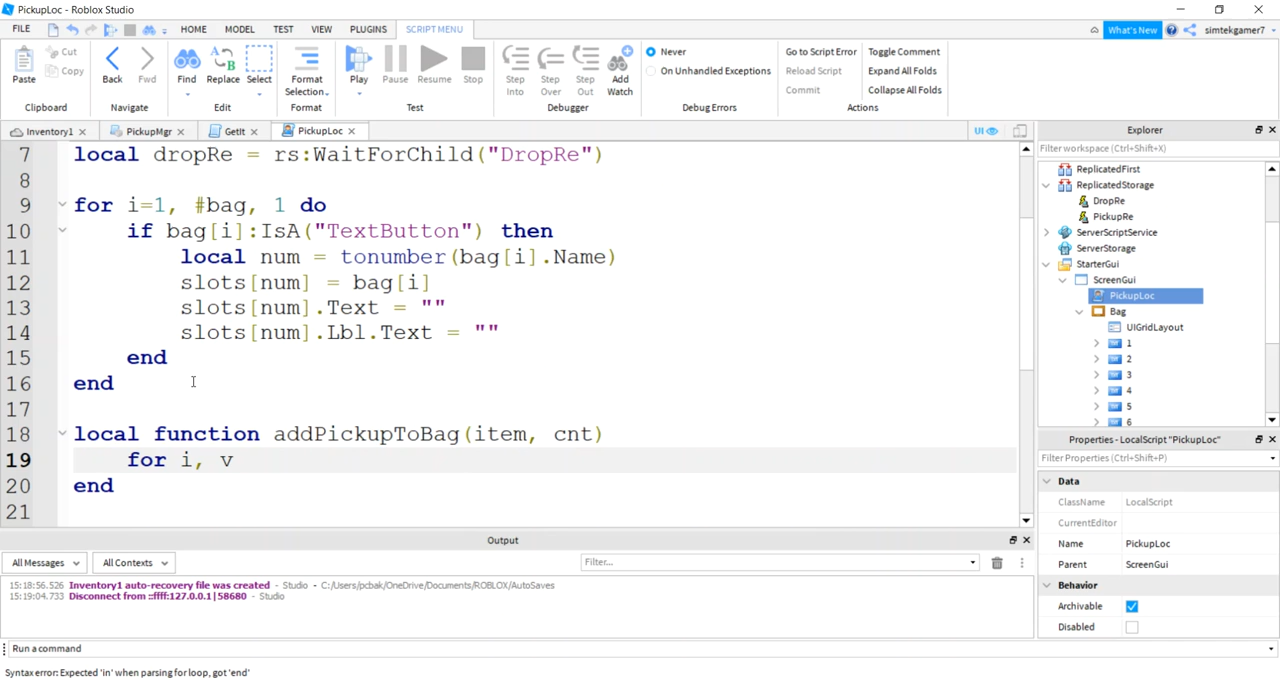 PickupLoc - Roblox Studio
FILE HOME MODEL TEST VIEW PLUGINS SCRIPT MENU What's New simtekgamer7
Paste Cut Copy Back Fwd Find Replace Select Format Selection Play Pause Resume Stop Step Into Step Over Step Out Add Watch Never On Unhandled Exceptions Go to Script Error Reload Script Commit Toggle Comment Expand All Folds Collapse All Folds
Clipboard Navigate Edit Format Test Debugger Debug Errors Actions
Inventory1 PickupMgr GetIt PickupLoc UI
7 local dropRe = rs:WaitForChild("DropRe")
8
9 for i=1, #bag, 1 do
10 if bag[i]:IsA("TextButton") then
11 local num = tonumber(bag[i].Name)
12 slots[num] = bag[i]
13 slots[num].Text = ""
14 slots[num].Lbl.Text = ""
15 end
16 end
17
18 local function addPickupToBag(item, cnt)
19 for i, v
20 end
21
Explorer
Filter workspace (Ctrl+Shift+X)
ReplicatedFirst
ReplicatedStorage
DropRe
PickupRe
ServerScriptService
ServerStorage
StarterGui
ScreenGui
PickupLoc
Bag
UIGridLayout
1
2
3
4
5
6
Properties - LocalScript "PickupLoc"
Filter Properties (Ctrl+Shift+P)
Data
ClassName LocalScript
CurrentEditor
Name PickupLoc
Parent ScreenGui
Behavior
Archivable
Disabled
Output
All Messages All Contexts Filter...
15:18:56.526 Inventory1 auto-recovery file was created - Studio - C:/Users/pcbak/OneDrive/Documents/ROBLOX/AutoSaves
15:19:04.733 Disconnect from ::ffff:127.0.0.1|58680 - Studio
Run a command
Syntax error: Expected 'in' when parsing for loop, got 'end'